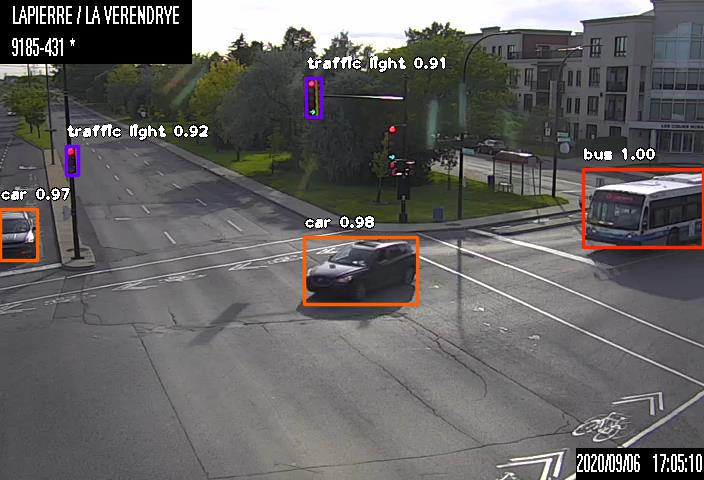 LAPIERRE / LA VERENDRYE
9185-431 *
traffic light 0.91
traffic light 0.92
bus 1.00
car 0.97
car 0.98
2020/09/06 17:05:10